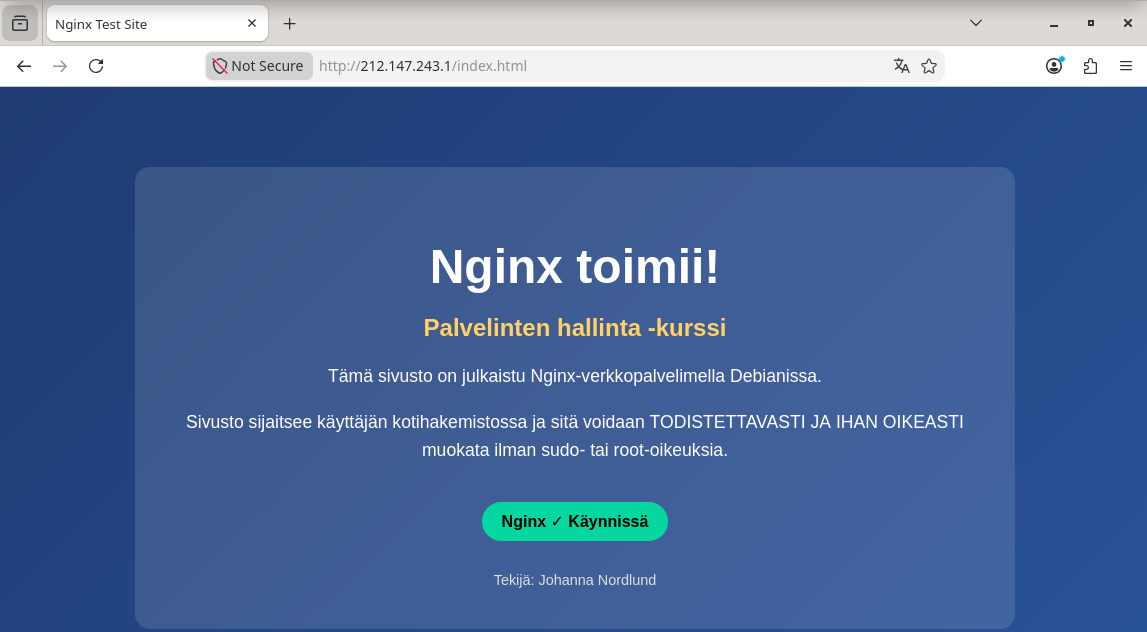 Nginx Test Site
Not Secure
http://212.147.243.1/index.html
Nginx toimii!
Palvelinten hallinta -kurssi
Tämä sivusto on julkaistu Nginx-verkkopalvelimella Debianissa.
Sivusto sijaitsee käyttäjän kotihakemistossa ja sitä voidaan TODISTETTAVASTI JA IHAN OIKEASTI
muokata ilman sudo- tai root-oikeuksia.
Nginx ✓ Käynnissä
Tekijä: Johanna Nordlund